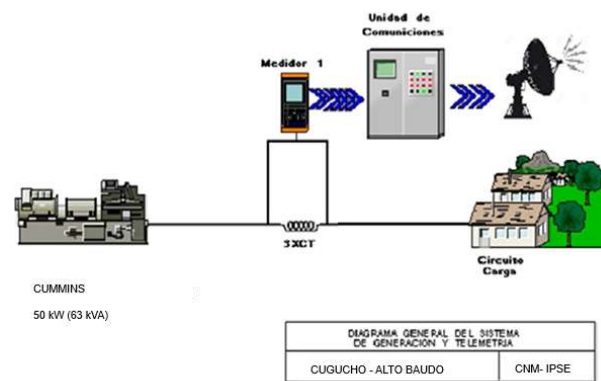 Unidad de
Comuniciones
Medidor 1
3XCT
Circuito
Carga
CUMMINS
50 kW (63 kVA)
DIAGRAMA GENERAL DEL SISTEMA
DE GENERACION Y TELEMETRIA
CUGUCHO - ALTO BAUDO
CNM- IPSE